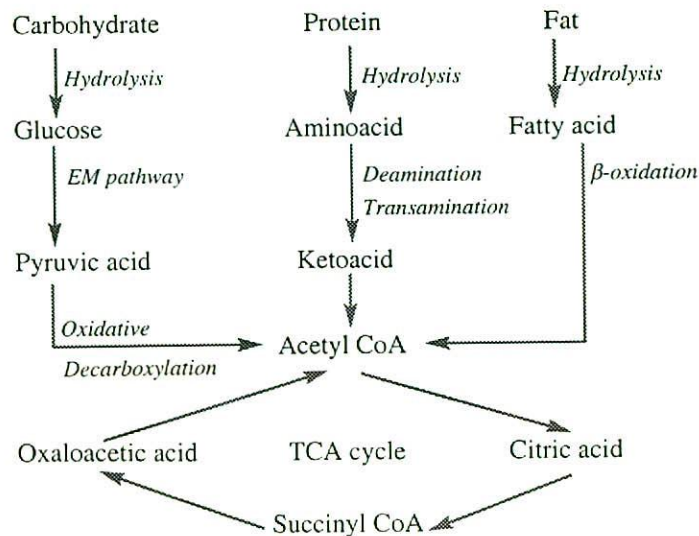 Carbohydrate Protein Fat
Hydrolysis Hydrolysis Hydrolysis
Glucose Aminoacid Fatty acid
EM pathway Deamination β-oxidation
Transamination
Pyruvic acid Ketoacid
Oxidative
Acetyl CoA
Decarboxylation
Oxaloacetic acid TCA cycle Citric acid
Succinyl CoA